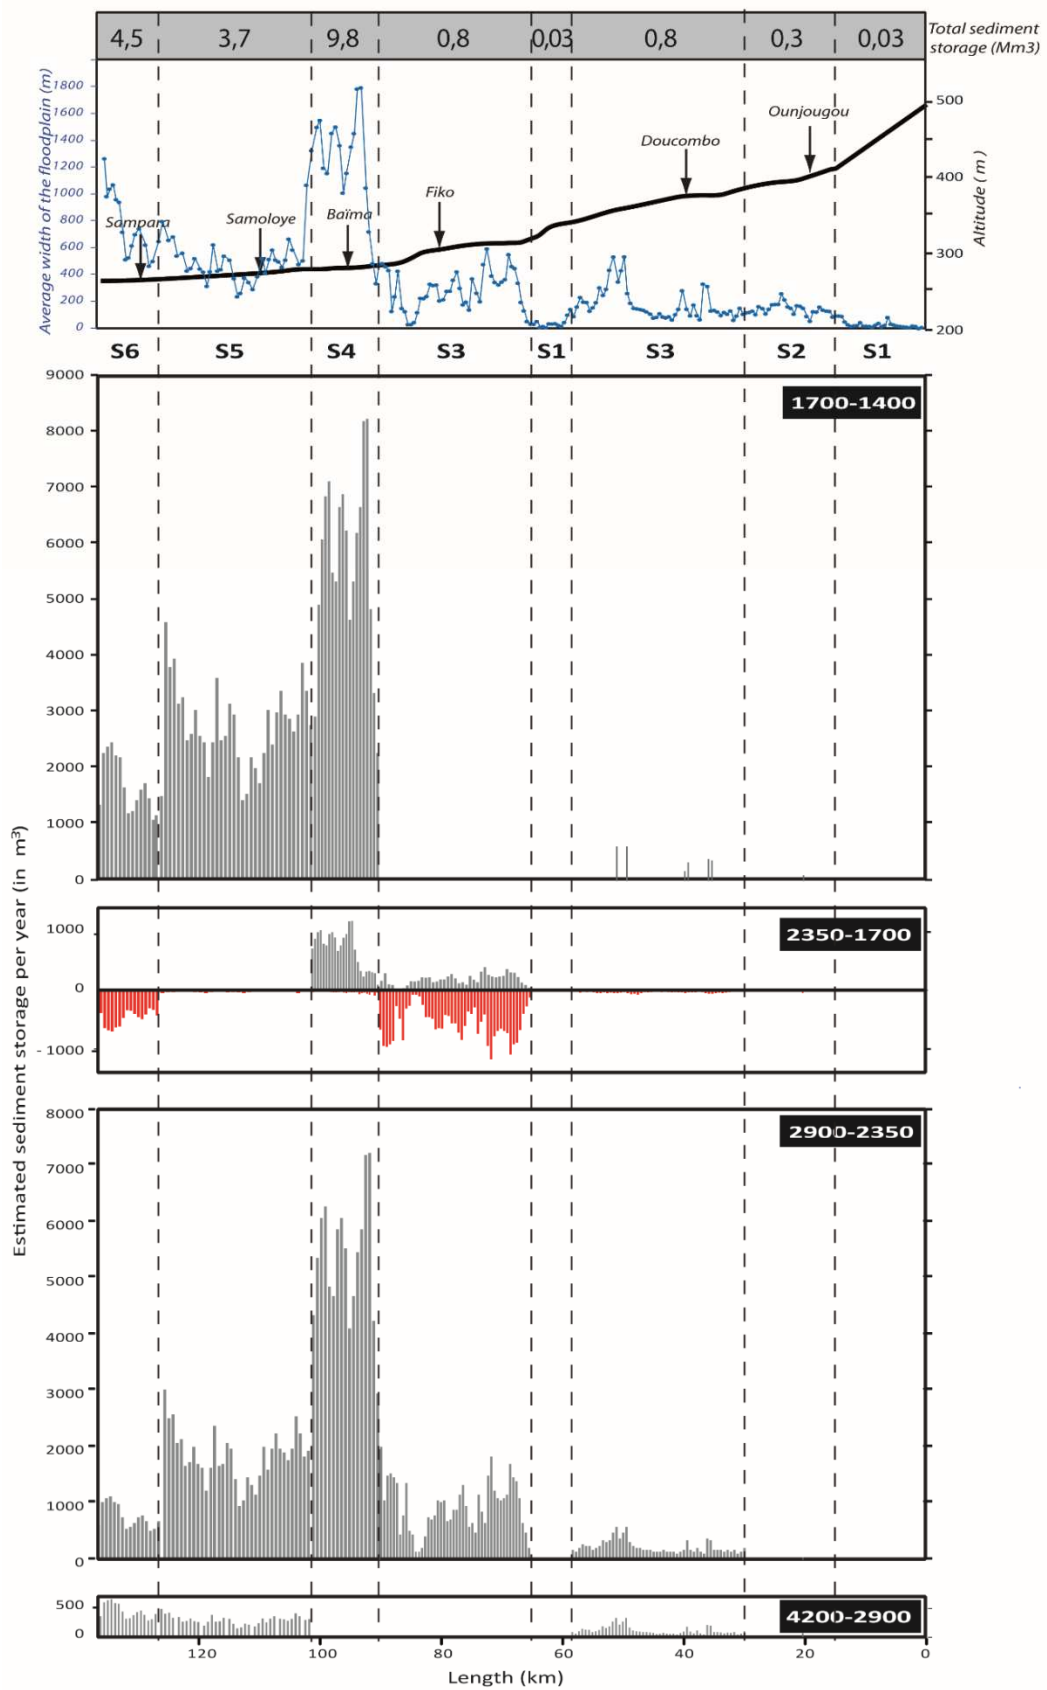 4,5 3,7 9,8 0,8 0,03 0,8 0,3 0,03
Total sediment
storage (Mm3)
Average width of the floodplain (m)
1800
1600
1400
1200
1000
800
600
400
200
0
Sampara
Samoloye
Baïma
Fiko
Doucombo
Ounjougou
500
400
300
200
Altitude ( m )
S6 S5 S4 S3 S1 S3 S2 S1
Estimated sediment storage per year (in m³)
9000
8000
7000
6000
5000
4000
3000
2000
1000
0
1700-1400
1000
0
- 1000
2350-1700
8000
7000
6000
5000
4000
3000
2000
1000
0
2900-2350
500
0
4200-2900
120 100 80 60 40 20 0
Length (km)